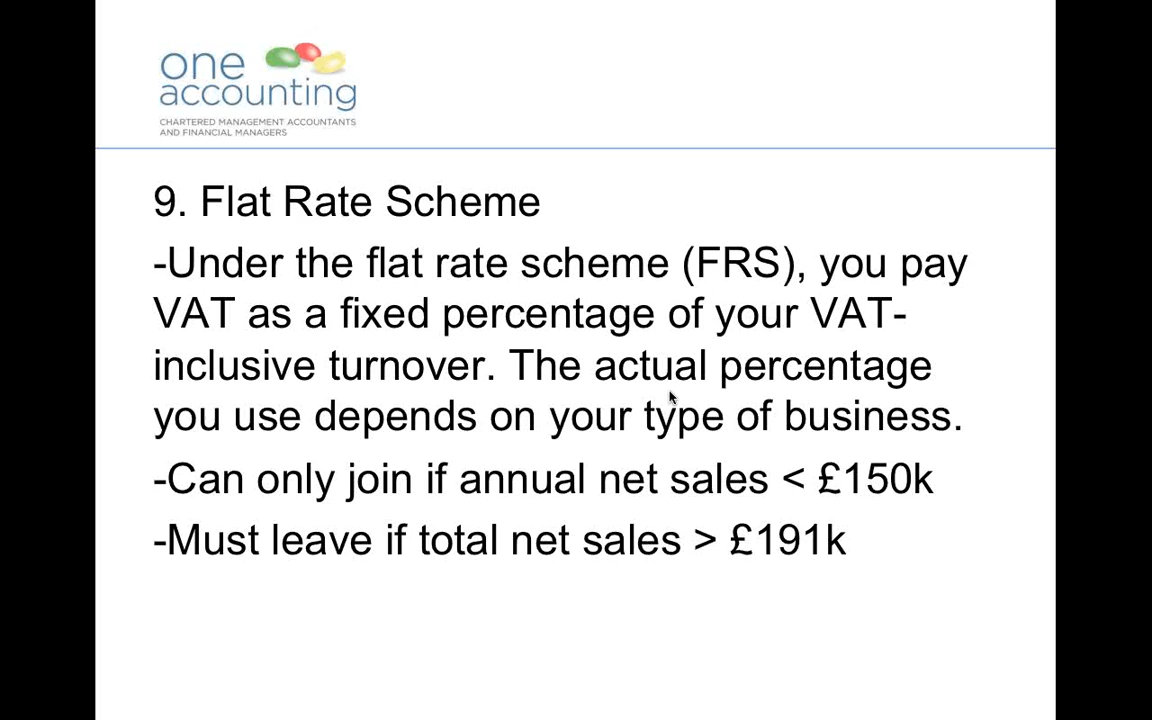 one
accounting
CHARTERED MANAGEMENT ACCOUNTANTS
AND FINANCIAL MANAGERS
9. Flat Rate Scheme
-Under the flat rate scheme (FRS), you pay
VAT as a fixed percentage of your VAT-
inclusive turnover. The actual percentage
you use depends on your type of business.
-Can only join if annual net sales < £150k
-Must leave if total net sales > £191k